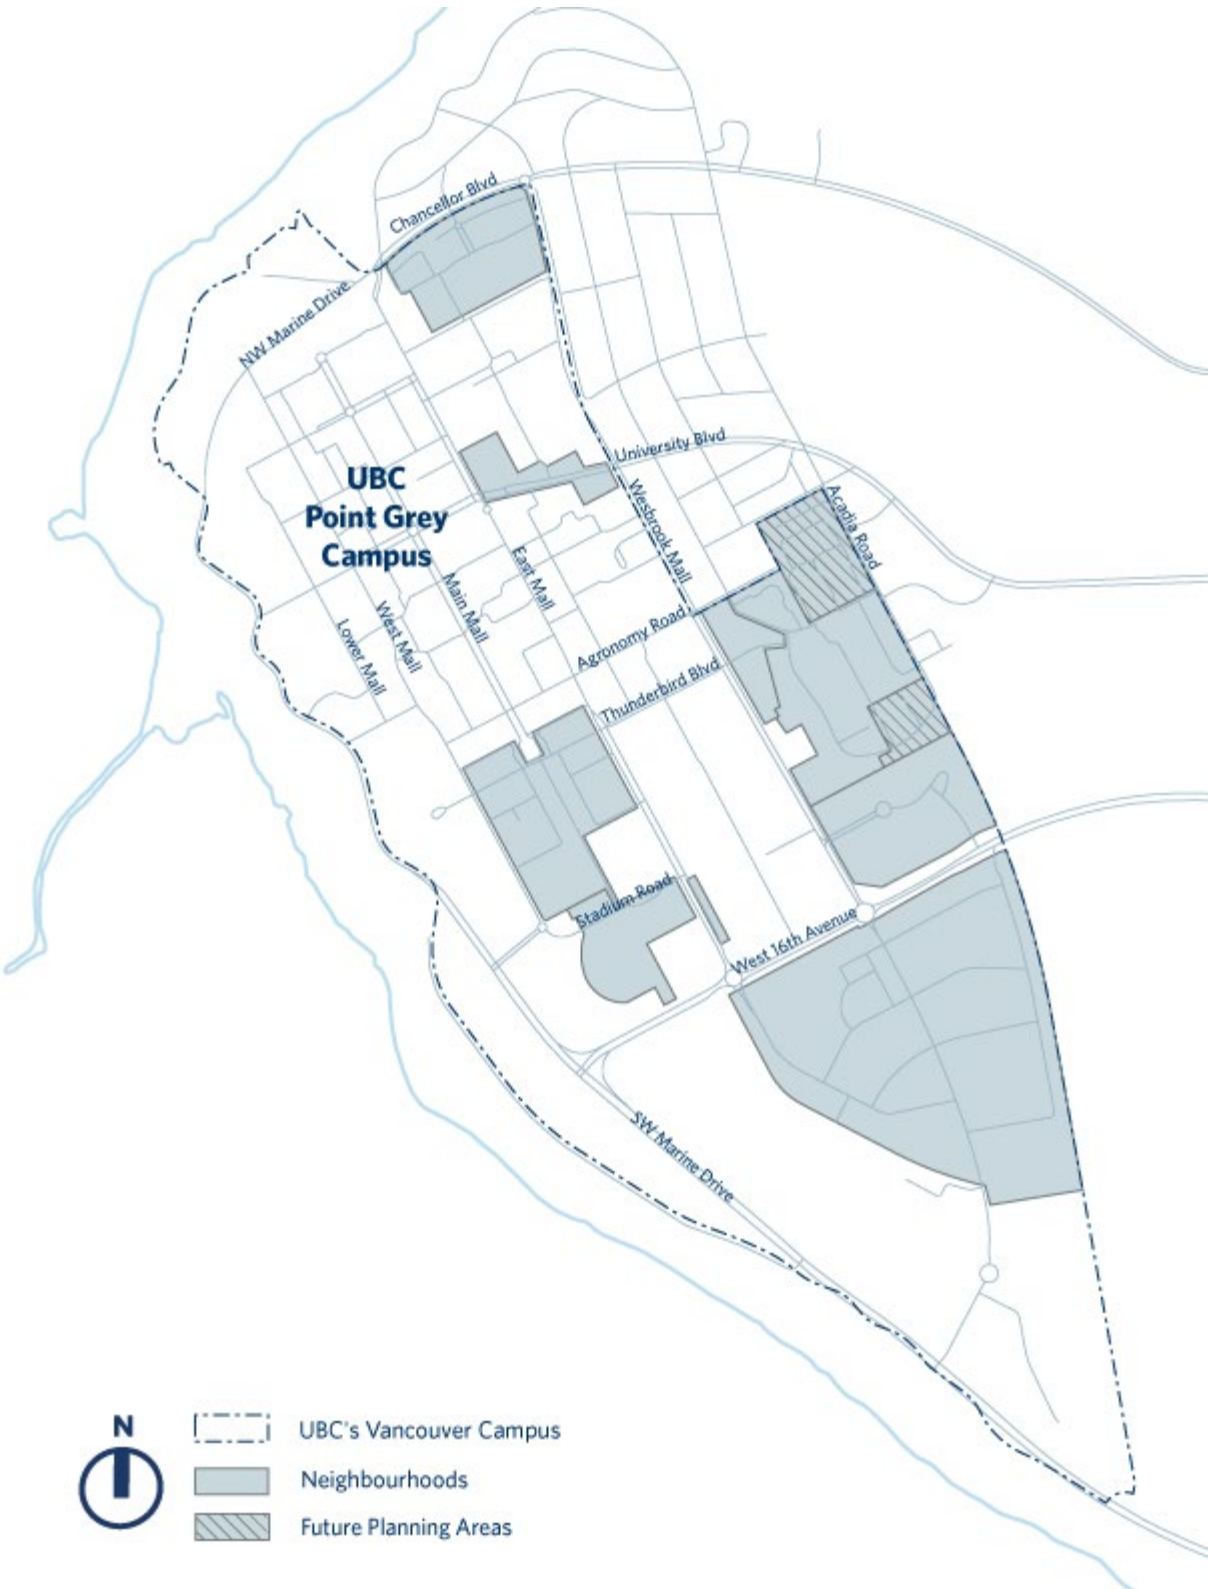 Chancellor Blvd
NW Marine Drive
University Blvd
UBC
Point Grey
Campus
Wesbrook Mall
Acadia Road
East Mall
Main Mall
West Mall
Lower Mall
Agronomy Road
Thunderbird Blvd
Stadium Road
West 16th Avenue
SW Marine Drive
N
UBC's Vancouver Campus
Neighbourhoods
Future Planning Areas